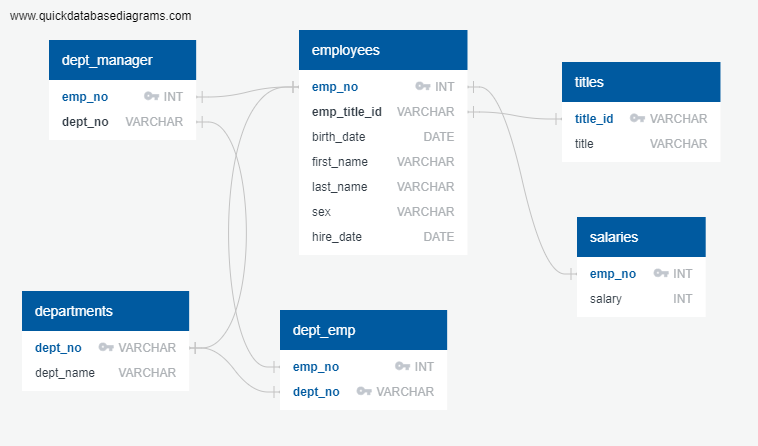 www.quickdatabasediagrams.com
dept_manager
emp_no INT
dept_no VARCHAR
employees
emp_no INT
emp_title_id VARCHAR
birth_date DATE
first_name VARCHAR
last_name VARCHAR
sex VARCHAR
hire_date DATE
titles
title_id VARCHAR
title VARCHAR
salaries
emp_no INT
salary INT
departments
dept_no VARCHAR
dept_name VARCHAR
dept_emp
emp_no INT
dept_no VARCHAR